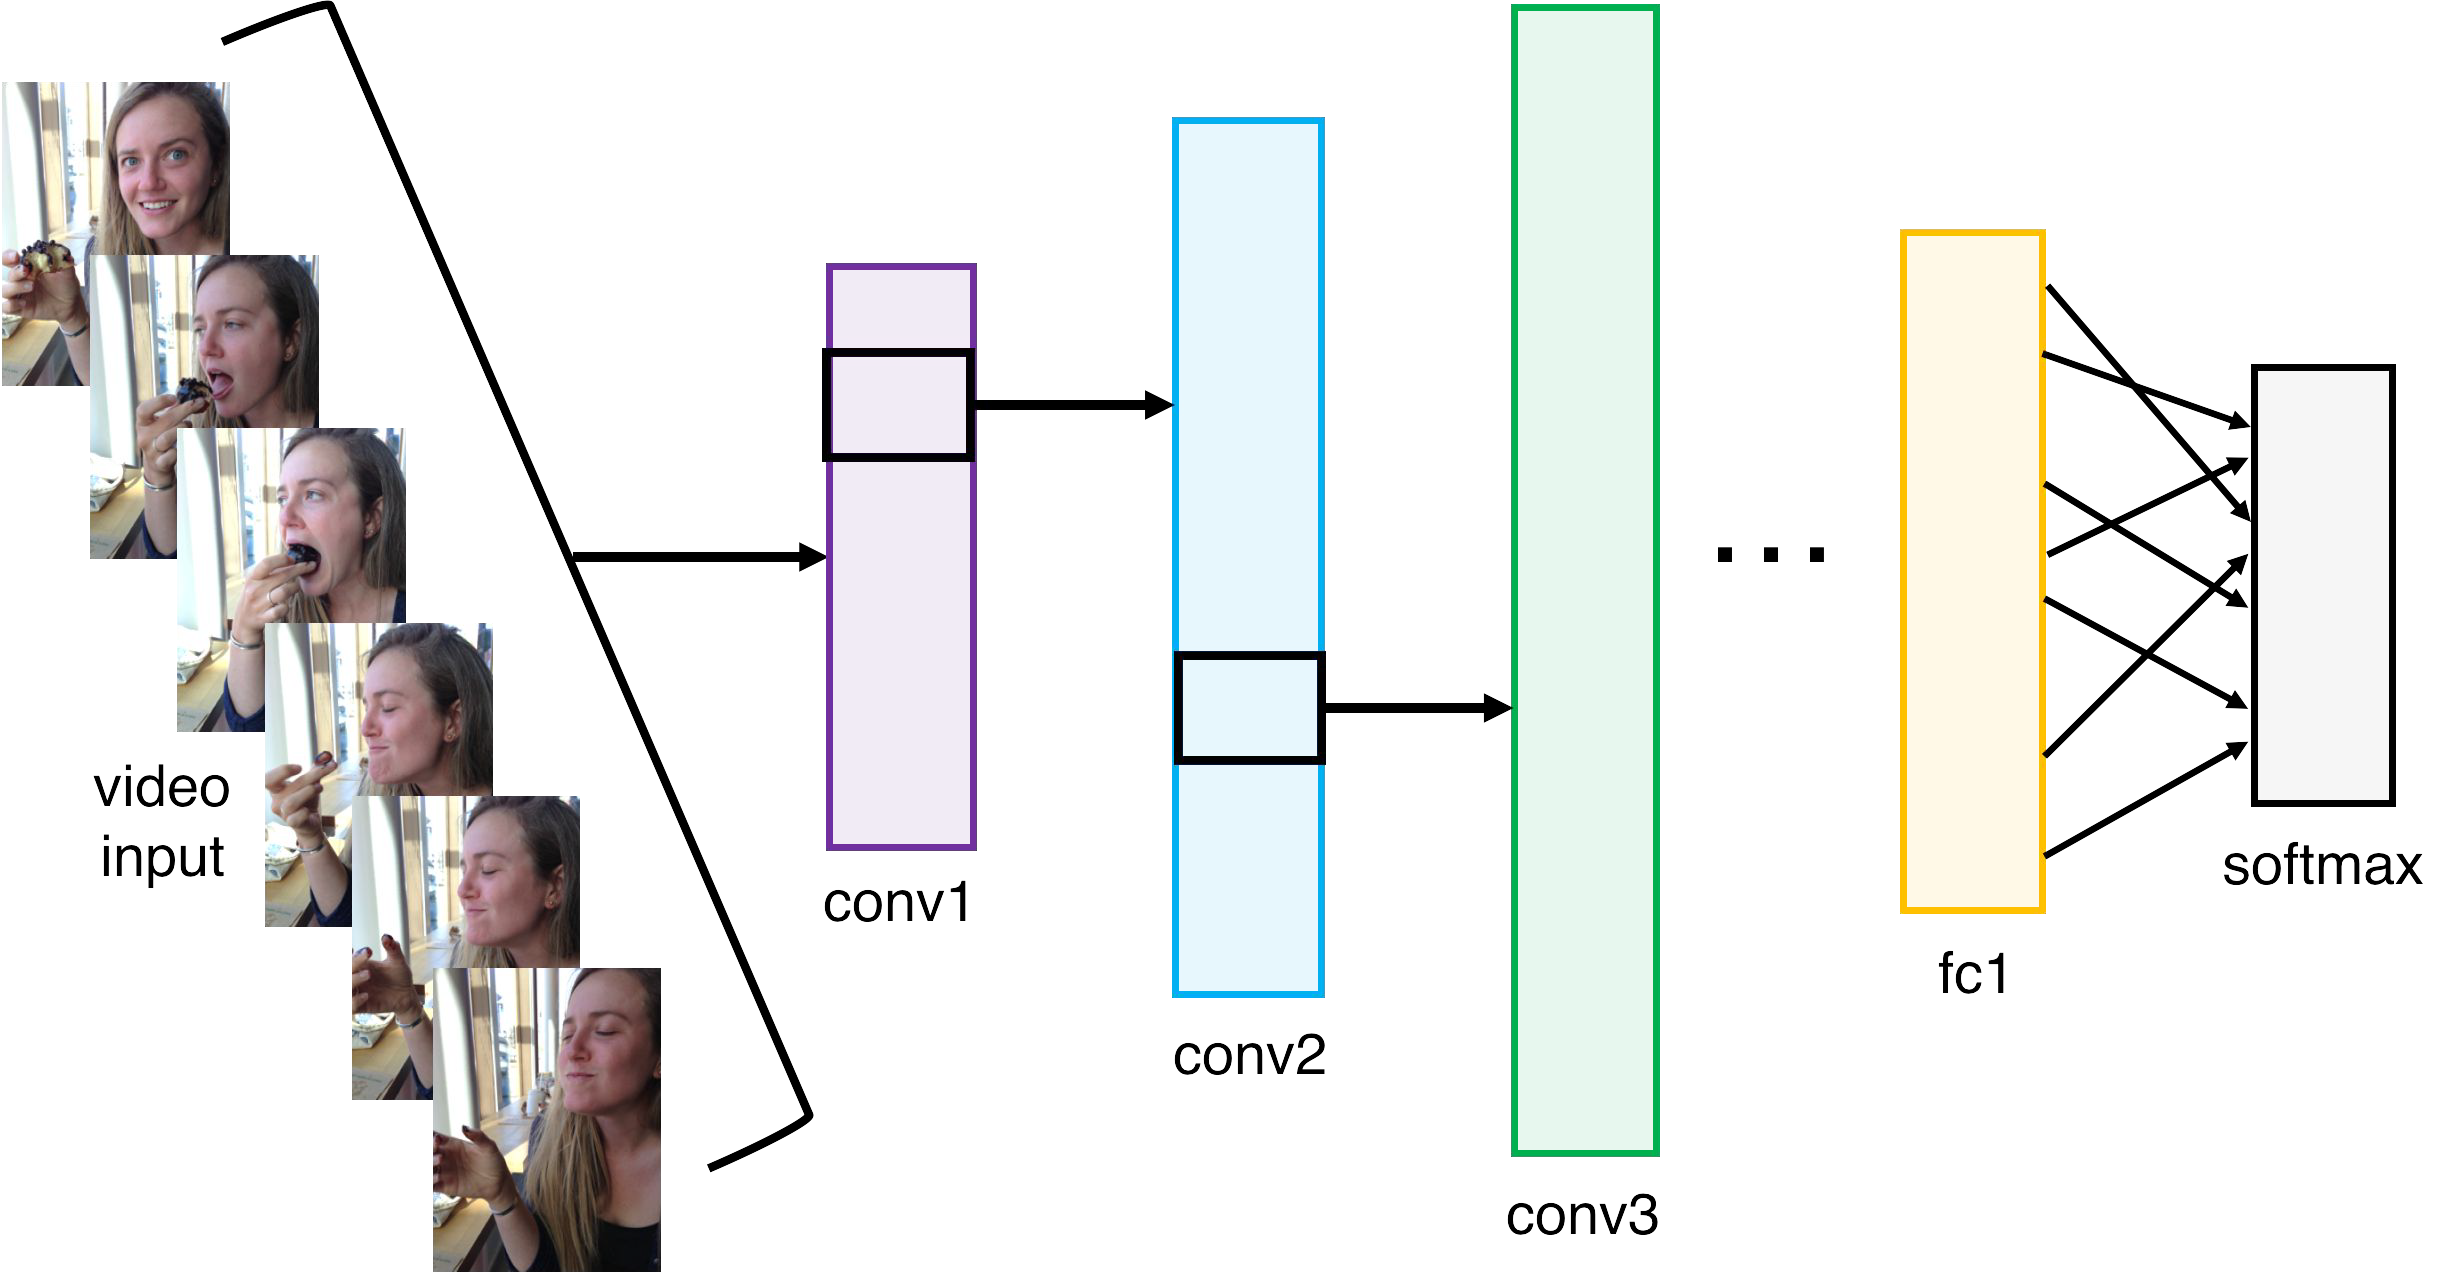 video
input
conv1
conv2
conv3
. . .
fc1
softmax